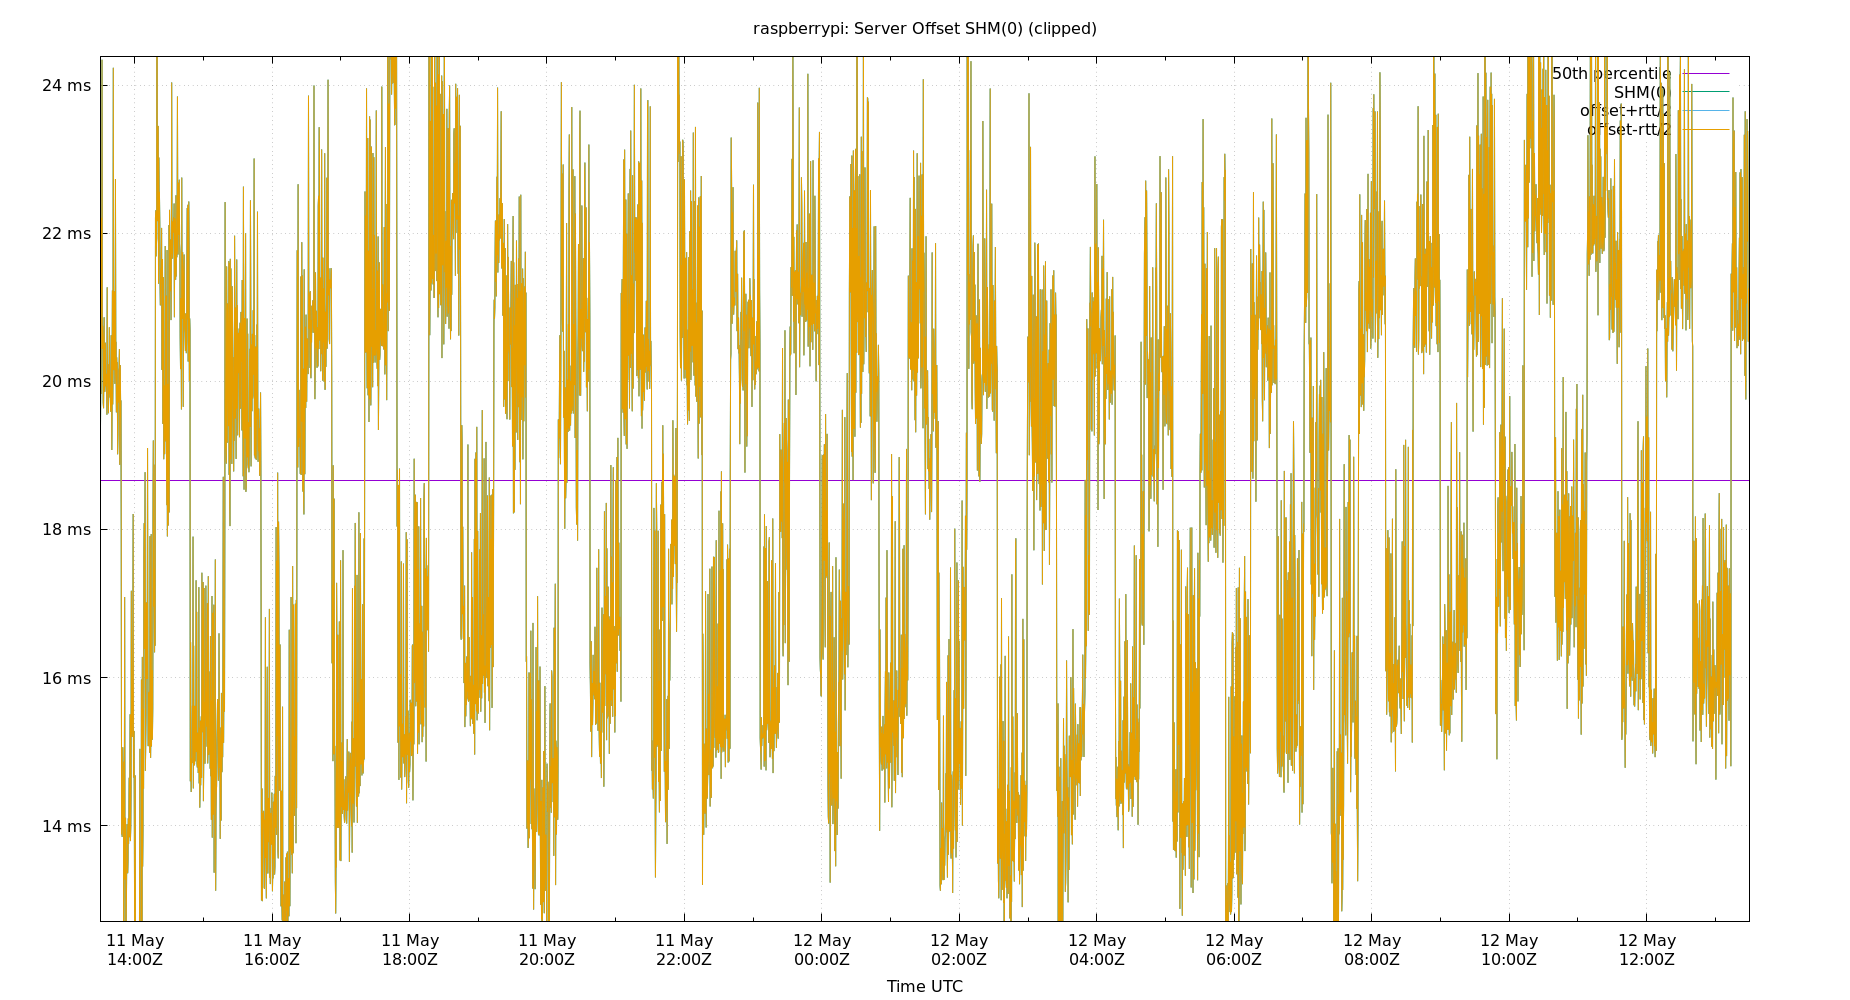 raspberrypi: Server Offset SHM(0) (clipped)
50th percentile
SHM(0)
offset+rtt/2
offset-rtt/2
24 ms
22 ms
20 ms
18 ms
16 ms
14 ms
11 May 11 May 11 May 11 May 11 May 12 May 12 May 12 May 12 May 12 May 12 May 12 May
14:00Z 16:00Z 18:00Z 20:00Z 22:00Z 00:00Z 02:00Z 04:00Z 06:00Z 08:00Z 10:00Z 12:00Z
Time UTC